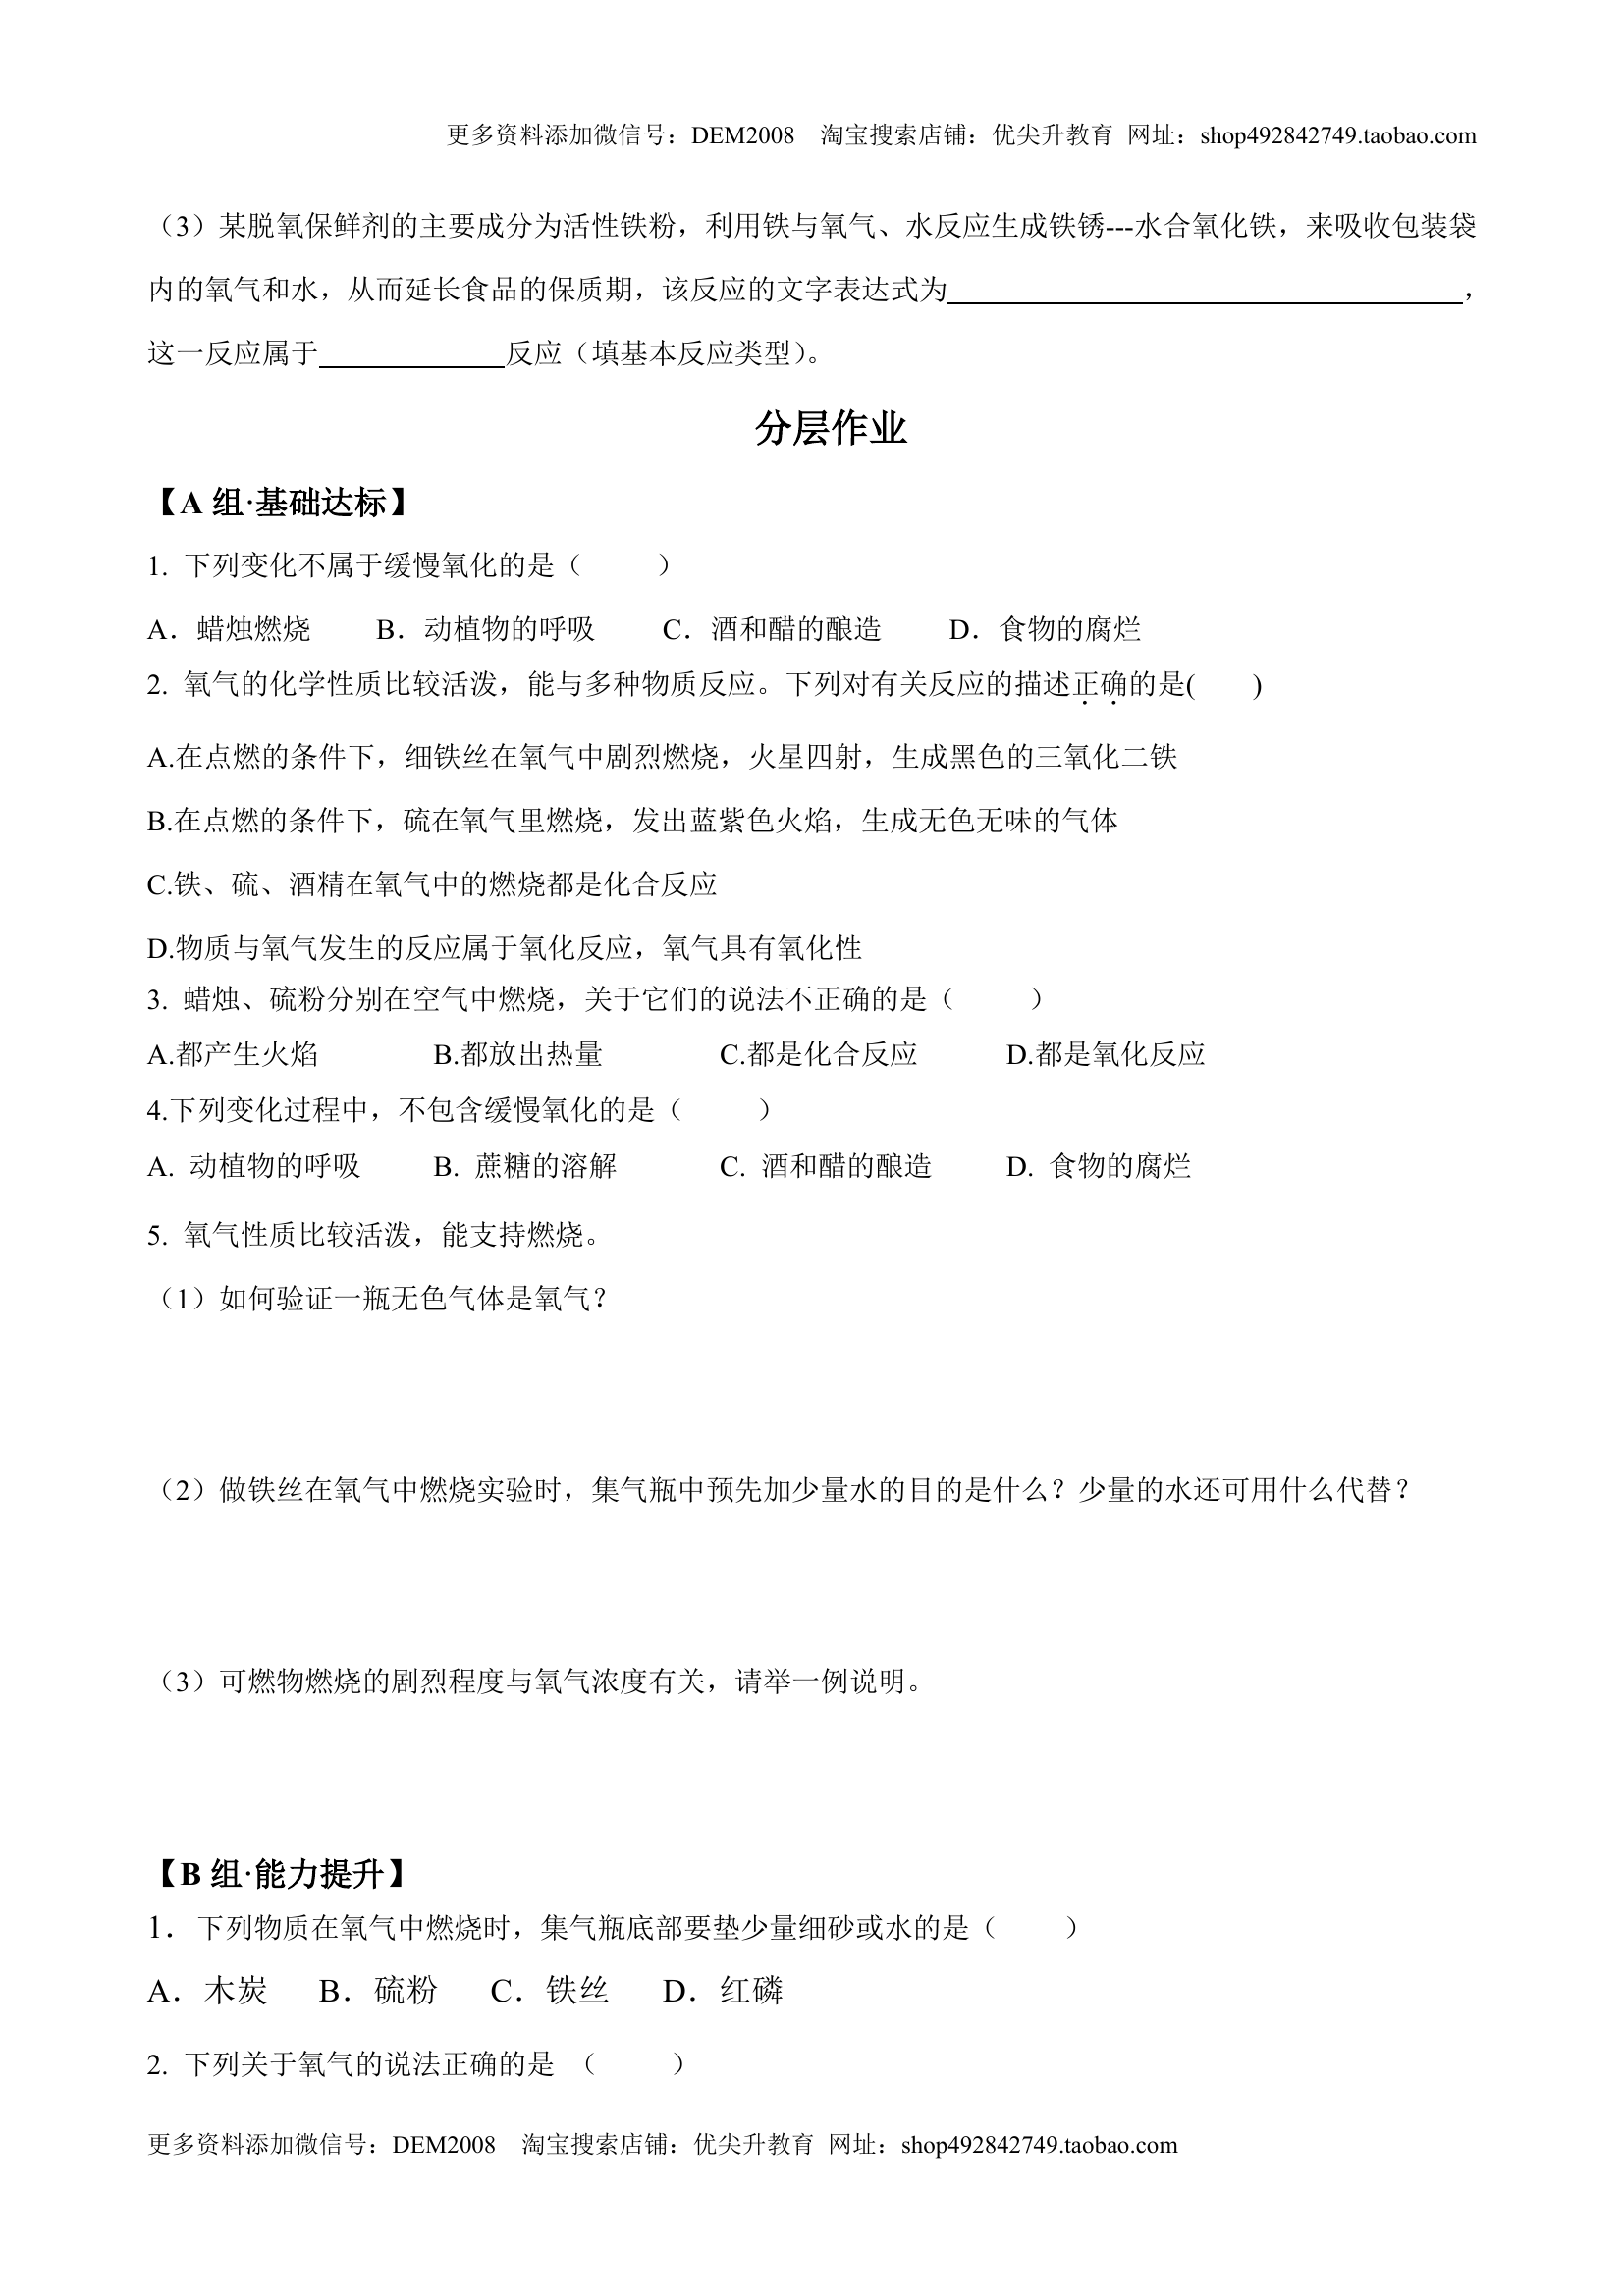 更多资料添加微信号：DEM2008　淘宝搜索店铺：优尖升教育 网址：shop492842749.taobao.com
（3）某脱氧保鲜剂的主要成分为活性铁粉，利用铁与氧气、水反应生成铁锈---水合氧化铁，来吸收包装袋
内的氧气和水，从而延长食品的保质期，该反应的文字表达式为____________________________________，
这一反应属于_____________反应（填基本反应类型）。
分层作业
【A 组·基础达标】
1. 下列变化不属于缓慢氧化的是（　　）
A．蜡烛燃烧　　B．动植物的呼吸　　C．酒和醋的酿造　　D．食物的腐烂
2. 氧气的化学性质比较活泼，能与多种物质反应。下列对有关反应的描述正确的是(　　)
A.在点燃的条件下，细铁丝在氧气中剧烈燃烧，火星四射，生成黑色的三氧化二铁
B.在点燃的条件下，硫在氧气里燃烧，发出蓝紫色火焰，生成无色无味的气体
C.铁、硫、酒精在氧气中的燃烧都是化合反应
D.物质与氧气发生的反应属于氧化反应，氧气具有氧化性
3. 蜡烛、硫粉分别在空气中燃烧，关于它们的说法不正确的是（　　）
A.都产生火焰　　B.都放出热量　　C.都是化合反应　　D.都是氧化反应
4.下列变化过程中，不包含缓慢氧化的是（　　）
A. 动植物的呼吸　　B. 蔗糖的溶解　　C. 酒和醋的酿造　　D. 食物的腐烂
5. 氧气性质比较活泼，能支持燃烧。
（1）如何验证一瓶无色气体是氧气？
（2）做铁丝在氧气中燃烧实验时，集气瓶中预先加少量水的目的是什么？少量的水还可用什么代替？
（3）可燃物燃烧的剧烈程度与氧气浓度有关，请举一例说明。
【B 组·能力提升】
1．下列物质在氧气中燃烧时，集气瓶底部要垫少量细砂或水的是（　　）
A．木炭　　B．硫粉　　C．铁丝　　D．红磷
2. 下列关于氧气的说法正确的是 （　　）
更多资料添加微信号：DEM2008　淘宝搜索店铺：优尖升教育 网址：shop492842749.taobao.com